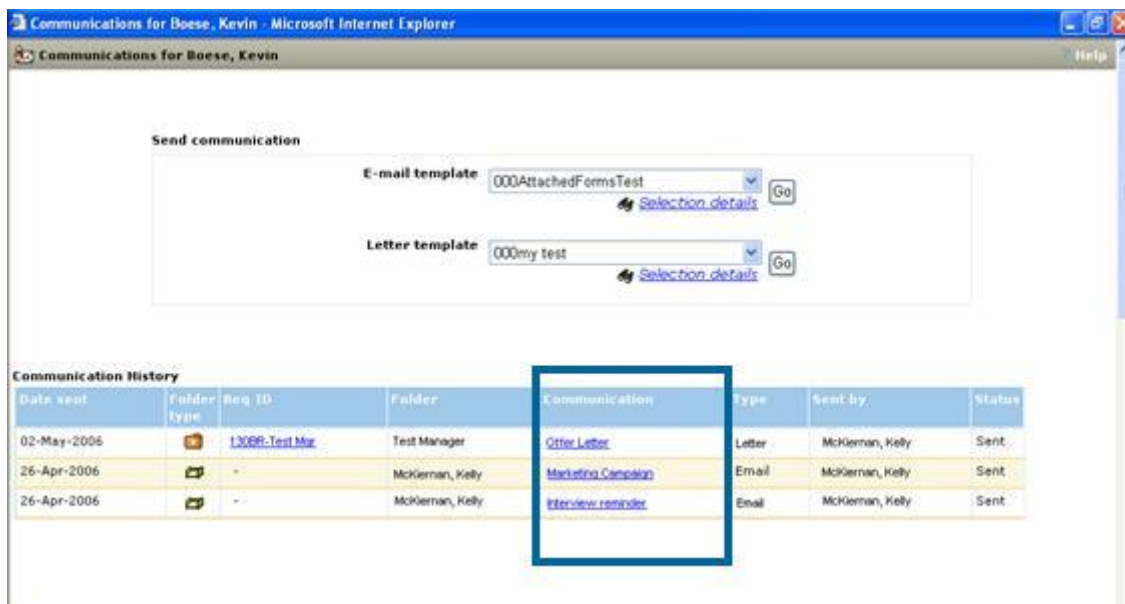 Communications for Boese, Kevin - Microsoft Internet Explorer
Communications for Boese, Kevin
Help
Send communication
E-mail template 000AttachedFormsTest Go
Selection details
Letter template 000my test Go
Selection details
Communication History
Date sent Folder type Req ID Folder Communication Type Sent by Status
02-May-2006 130BR-Test Mgr Test Manager Offer Letter Letter McKiernan, Kelly Sent
26-Apr-2006 - McKiernan, Kelly Marketing Campaign Email McKiernan, Kelly Sent
26-Apr-2006 - McKiernan, Kelly Interview reminder Email McKiernan, Kelly Sent